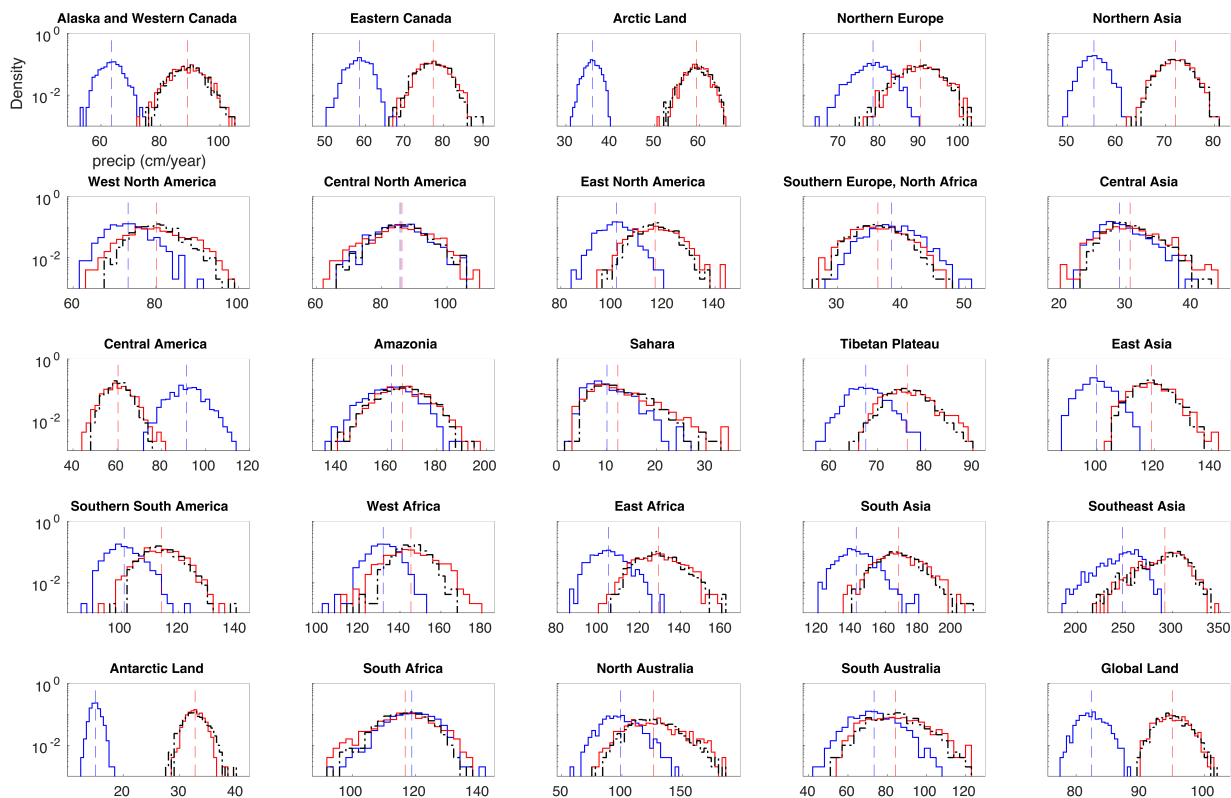 Alaska and Western Canada Eastern Canada Arctic Land Northern Europe Northern Asia
10 0
Density
10 -2
60 80 100 50 60 70 80 90 30 40 50 60 70 80 90 100 50 60 70 80
precip (cm/year)
West North America Central North America East North America Southern Europe, North Africa Central Asia
10 0
10 -2
60 80 100 60 80 100 80 100 120 140 30 40 50 20 30 40
Central America Amazonia Sahara Tibetan Plateau East Asia
10 0
10 -2
40 60 80 100 120 140 160 180 200 0 10 20 30 60 70 80 90 100 120 140
Southern South America West Africa East Africa South Asia Southeast Asia
10 0
10 -2
100 120 140 100 120 140 160 180 80 100 120 140 160 120 140 160 180 200 200 250 300 350
Antarctic Land South Africa North Australia South Australia Global Land
10 0
10 -2
20 30 40 100 120 140 50 100 150 40 60 80 100 120 80 90 100